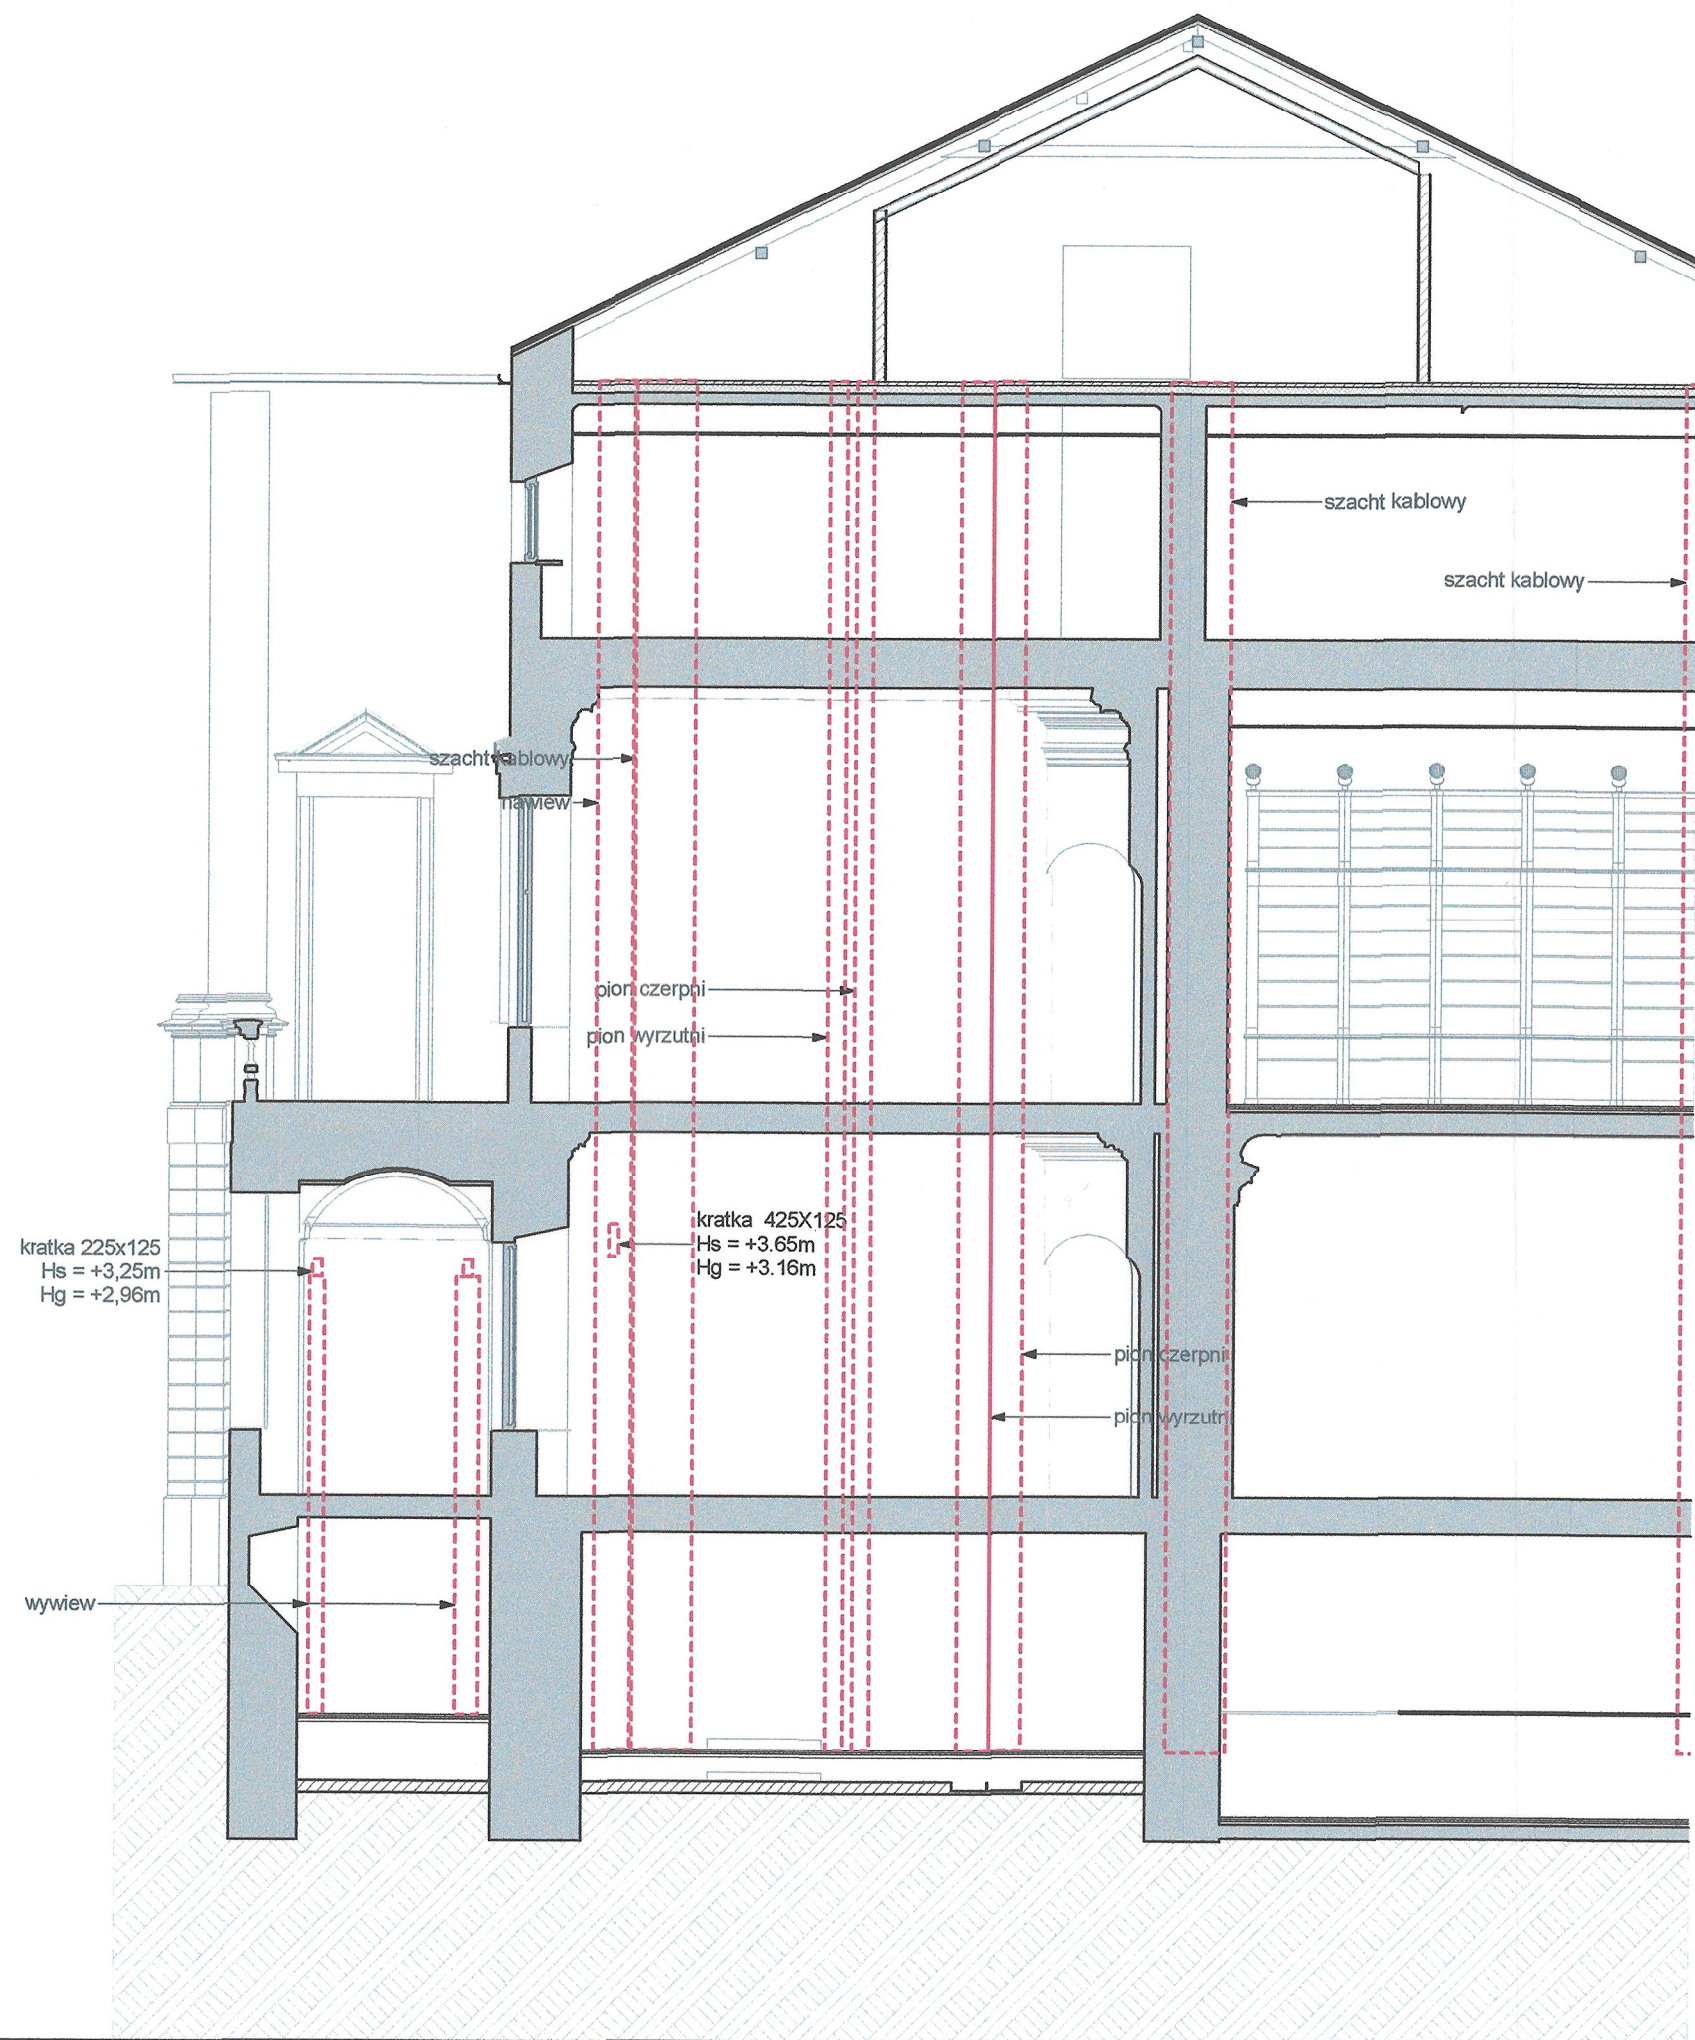 szacht kablowy
szacht kablowy
szacht kablowy
nawiew
pion czerpni
pion wyrzutni
kratka 425X125
Hs = +3.65m
Hg = +3.16m
kratka 225x125
Hs = +3,25m
Hg = +2,96m
pion czerpni
pion wyrzutr
wywiew